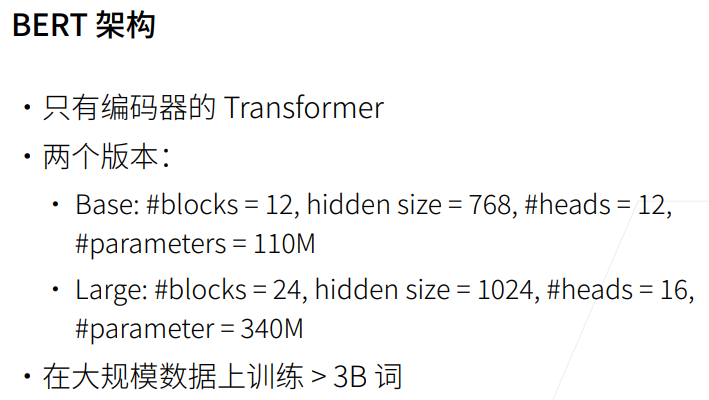 BERT 架构
• 只有编码器的 Transformer
• 两个版本：
• Base: #blocks = 12, hidden size = 768, #heads = 12,
#parameters = 110M
• Large: #blocks = 24, hidden size = 1024, #heads = 16,
#parameter = 340M
• 在大规模数据上训练 > 3B 词